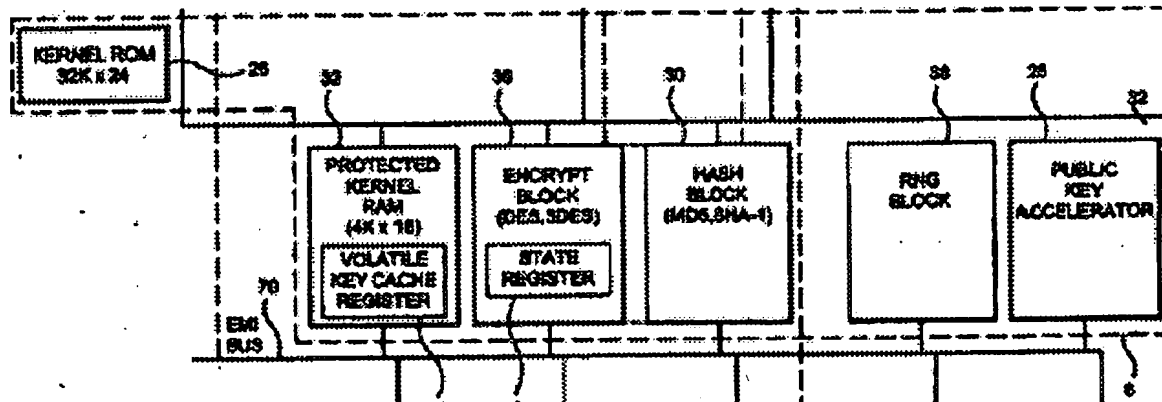 KERNEL ROM
32K x 24
26
32
36
30
38
28
22
PROTECTED
KERNEL
RAM
(4K x 16)
VOLATILE
KEY CACHE
REGISTER
ENCRYPT
BLOCK
(DES, 3DES)
STATE
REGISTER
HASH
BLOCK
(MD5, SHA-1)
RNG
BLOCK
PUBLIC
KEY
ACCELERATOR
70
EMI
BUS